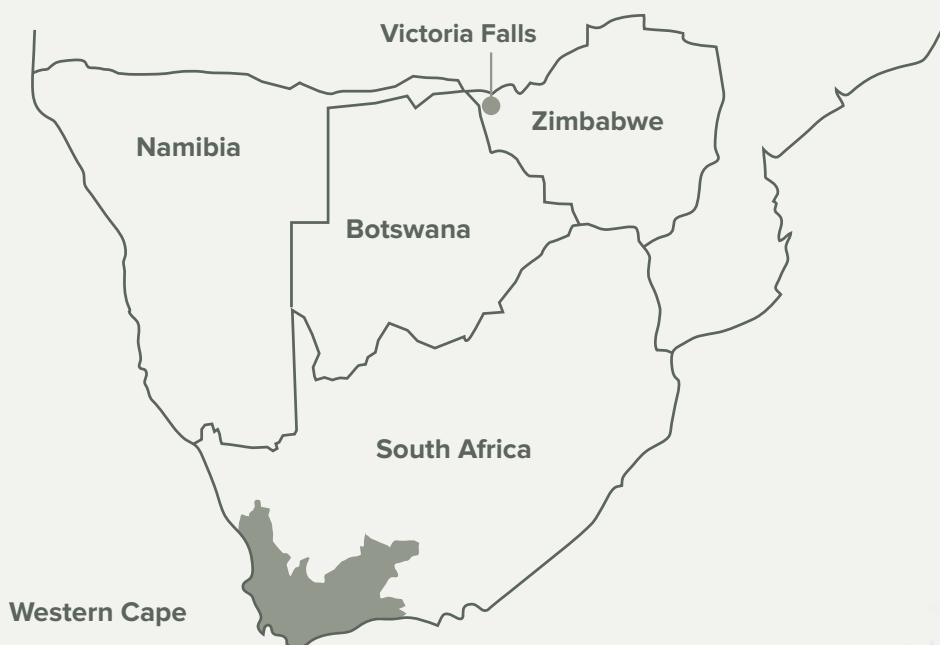 Victoria Falls
Zimbabwe
Namibia
Botswana
South Africa
Western Cape